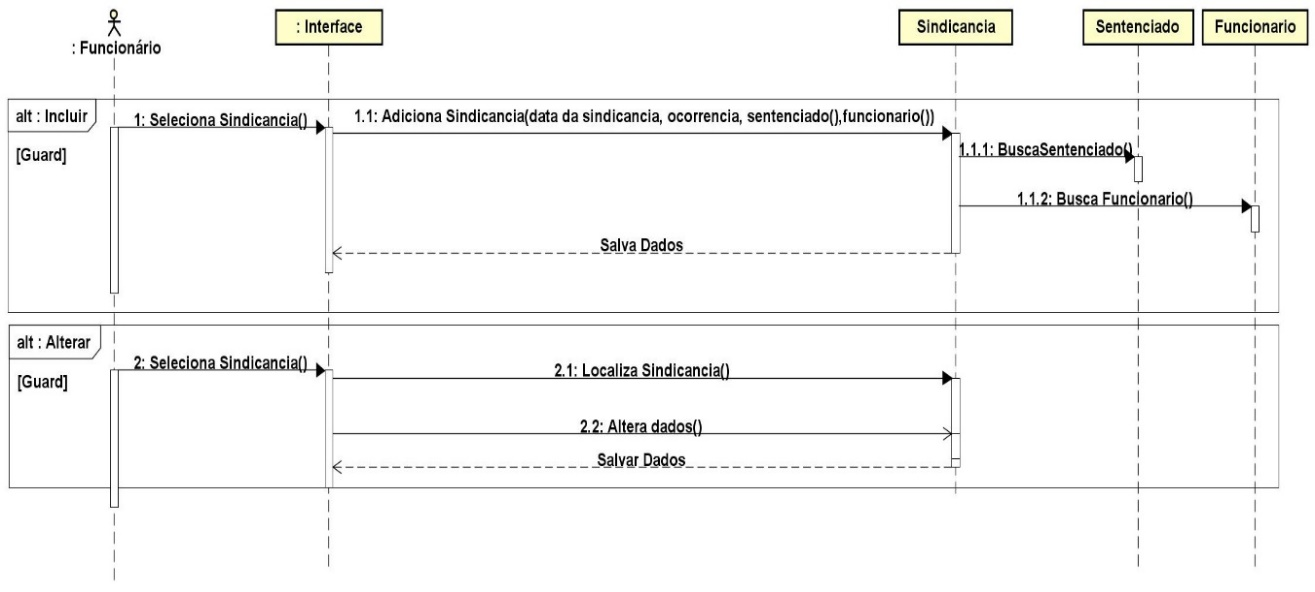 : Funcionário
: Interface
Sindicancia
Sentenciado
Funcionario
alt : Incluir
[Guard]
1: Seleciona Sindicancia()
1.1: Adiciona Sindicancia(data da sindicancia, ocorrencia, sentenciado(),funcionario())
1.1.1: BuscaSentenciado()
1.1.2: Busca Funcionario()
Salva Dados
alt : Alterar
[Guard]
2: Seleciona Sindicancia()
2.1: Localiza Sindicancia()
2.2: Altera dados()
Salvar Dados